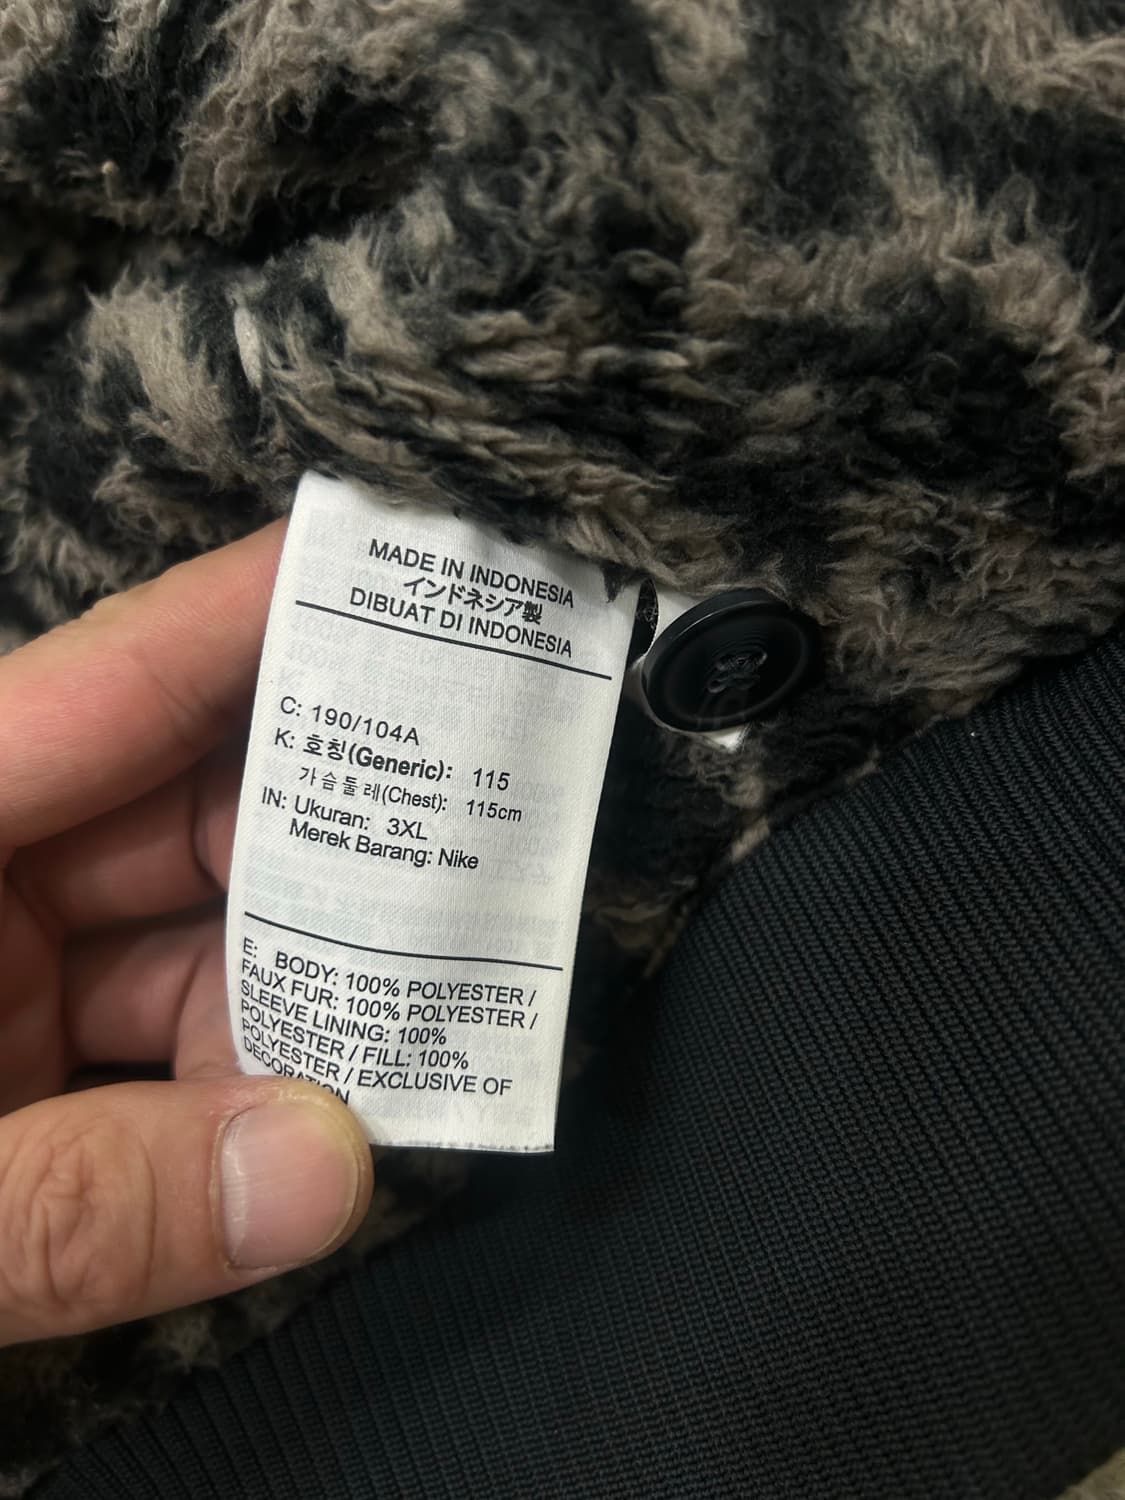 MADE IN INDONESIA
インドネシア製
DIBUAT DI INDONESIA
C: 190/104A
K: 호칭(Generic): 115
가슴둘레(Chest): 115cm
IN: Ukuran: 3XL
Merek Barang: Nike
E: BODY: 100% POLYESTER /
FAUX FUR: 100% POLYESTER /
SLEEVE LINING: 100%
POLYESTER / FILL: 100%
POLYESTER / EXCLUSIVE OF
DECORATION